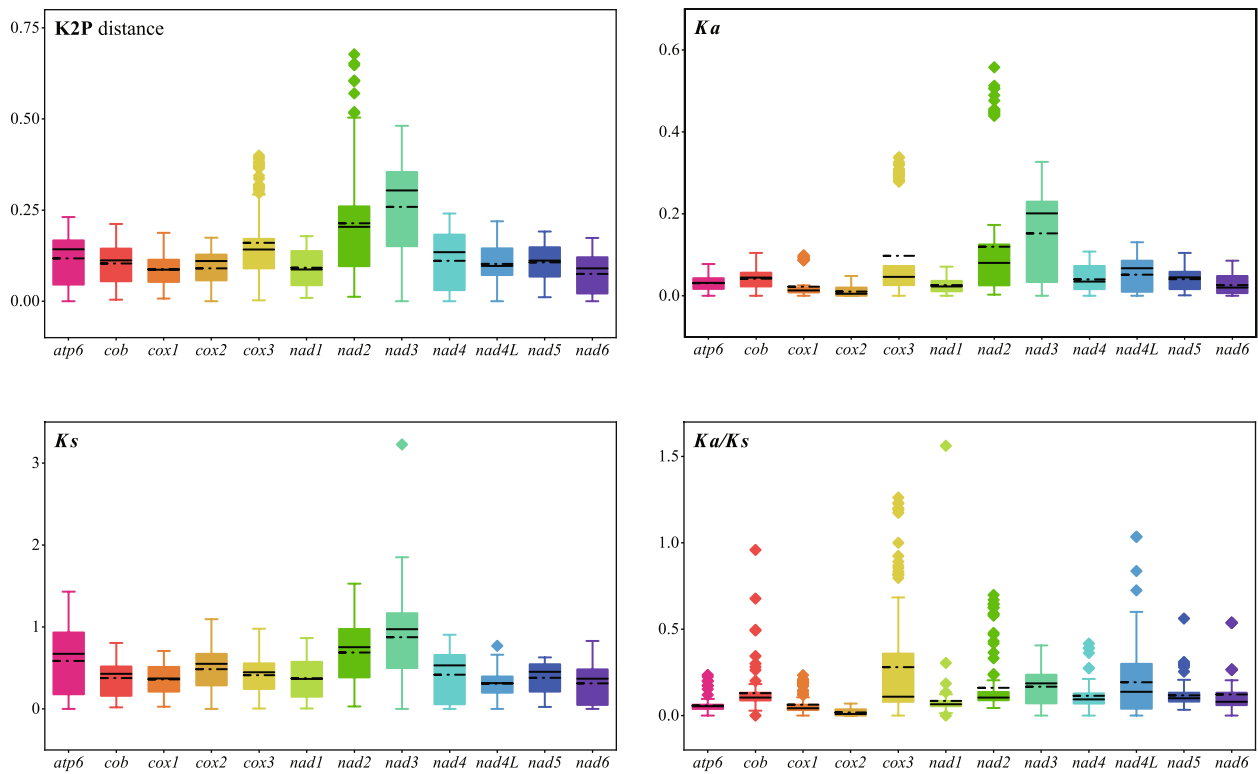 K2P distance
0.75
0.50
0.25
0.00
atp6 cob cox1 cox2 cox3 nad1 nad2 nad3 nad4 nad4L nad5 nad6
Ka
0.6
0.4
0.2
0.0
atp6 cob cox1 cox2 cox3 nad1 nad2 nad3 nad4 nad4L nad5 nad6
Ks
3
2
1
0
atp6 cob cox1 cox2 cox3 nad1 nad2 nad3 nad4 nad4L nad5 nad6
Ka/Ks
1.5
1.0
0.5
0.0
atp6 cob cox1 cox2 cox3 nad1 nad2 nad3 nad4 nad4L nad5 nad6